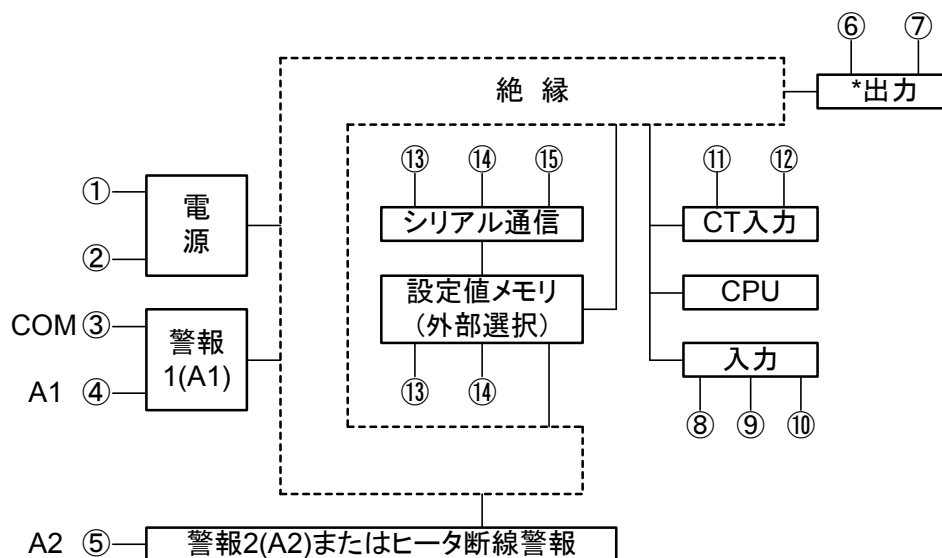 ⑥ ⑦
*出力
絶 縁
⑬ ⑭ ⑮
シリアル通信
⑪ ⑫
CT入力
①
②
電
源
設定値メモリ
(外部選択)
⑬ ⑭
CPU
入力
⑧ ⑨ ⑩
COM ③
A1 ④
警報
1(A1)
A2 ⑤
警報2(A2)またはヒータ断線警報